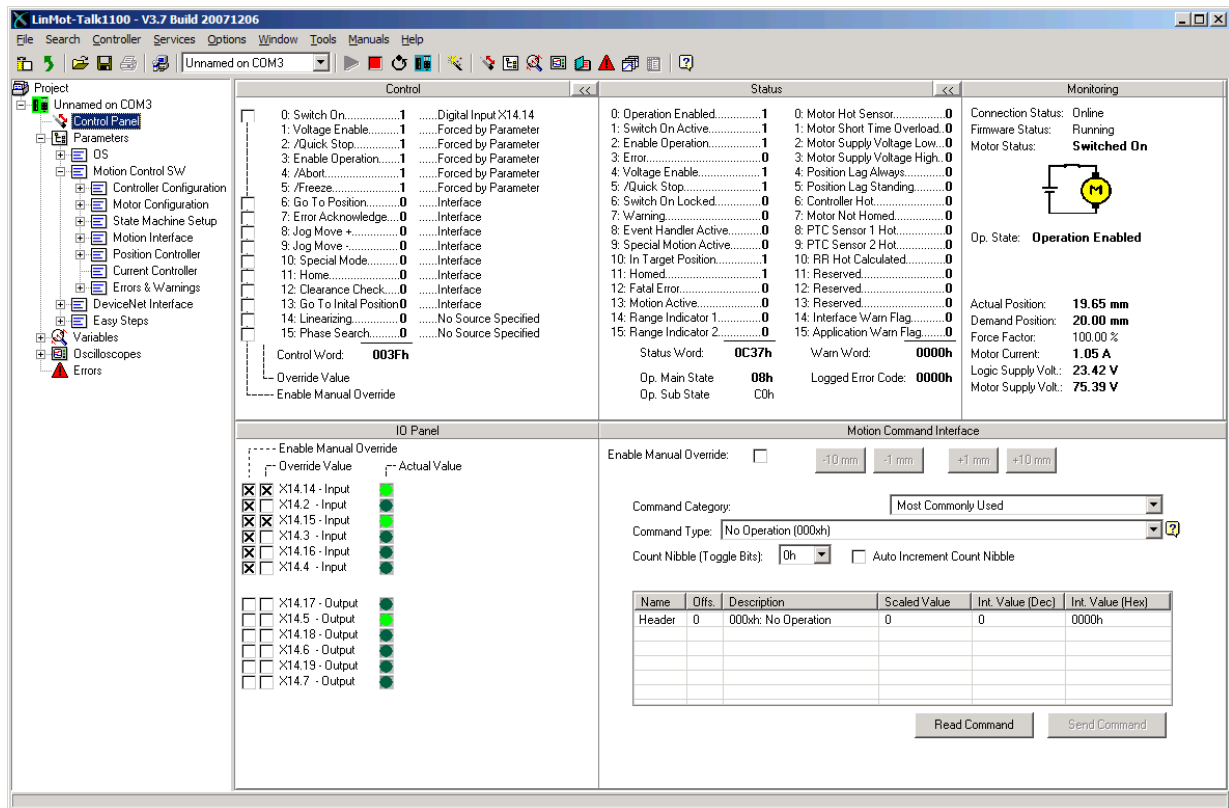 LinMot-Talk1100 - V3.7 Build 20071206
File Search Controller Services Options Window Tools Manuals Help
Unnamed on COM3
Project
Unnamed on COM3
Control Panel
Parameters
OS
Motion Control SW
Controller Configuration
Motor Configuration
State Machine Setup
Motion Interface
Position Controller
Current Controller
Errors & Warnings
DeviceNet Interface
Easy Steps
Variables
Oscilloscopes
Errors
Control <<
0: Switch On..........1 ......Digital Input X14.14
1: Voltage Enable.........1 ......Forced by Parameter
2: /Quick Stop..............1 ......Forced by Parameter
3: Enable Operation.......1 ......Forced by Parameter
4: /Abort......................1 ......Forced by Parameter
5: /Freeze....................1 ......Forced by Parameter
6: Go To Position..........0 ......Interface
7: Error Acknowledge....0 ......Interface
8: Jog Move +..............0 ......Interface
9: Jog Move -...............0 ......Interface
10: Special Mode..........0 ......Interface
11: Home.....................0 ......Interface
12: Clearance Check.....0 ......Interface
13: Go To Inital Position0 ......Interface
14: Linearizing..............0 ......No Source Specified
15: Phase Search..........0 ......No Source Specified
Control Word: 003Fh
Override Value
Enable Manual Override
Status <<
0: Operation Enabled..........1 0: Motor Hot Sensor..............0
1: Switch On Active............1 1: Motor Short Time Overload..0
2: Enable Operation............1 2: Motor Supply Voltage Low...0
3: Error............................0 3: Motor Supply Voltage High..0
4: Voltage Enable..............1 4: Position Lag Always..........0
5: /Quick Stop..................1 5: Position Lag Standing.......0
6: Switch On Locked..........0 6: Controller Hot.................0
7: Warning.......................0 7: Motor Not Homed............0
8: Event Handler Active.......0 8: PTC Sensor 1 Hot............0
9: Special Motion Active......0 9: PTC Sensor 2 Hot............0
10: In Target Position..........1 10: RR Hot Calculated.........0
11: Homed.......................1 11: Reserved.....................0
12: Fatal Error...................0 12: Reserved.....................0
13: Motion Active...............0 13: Reserved.....................0
14: Range Indicator 1.........0 14: Interface Warn Flag........0
15: Range Indicator 2.........0 15: Application Warn Flag.....0
Status Word: 0C37h Warn Word: 0000h
Op. Main State 08h Logged Error Code: 0000h
Op. Sub State C0h
Monitoring
Connection Status: Online
Firmware Status: Running
Motor Status: Switched On
M
Op. State: Operation Enabled
Actual Position: 19.65 mm
Demand Position: 20.00 mm
Force Factor: 100.00 %
Motor Current: 1.05 A
Logic Supply Volt.: 23.42 V
Motor Supply Volt.: 75.39 V
IO Panel
Enable Manual Override
Override Value Actual Value
X14.14 - Input
X14.2 - Input
X14.15 - Input
X14.3 - Input
X14.16 - Input
X14.4 - Input
X14.17 - Output
X14.5 - Output
X14.18 - Output
X14.6 - Output
X14.19 - Output
X14.7 - Output
Motion Command Interface
Enable Manual Override: -10 mm -1 mm +1 mm +10 mm
Command Category: Most Commonly Used
Command Type: No Operation (000xh)
Count Nibble (Toggle Bits): 0h Auto Increment Count Nibble
Name Offs. Description Scaled Value Int. Value (Dec) Int. Value (Hex)
Header 0 000xh: No Operation 0 0 0000h
Read Command Send Command